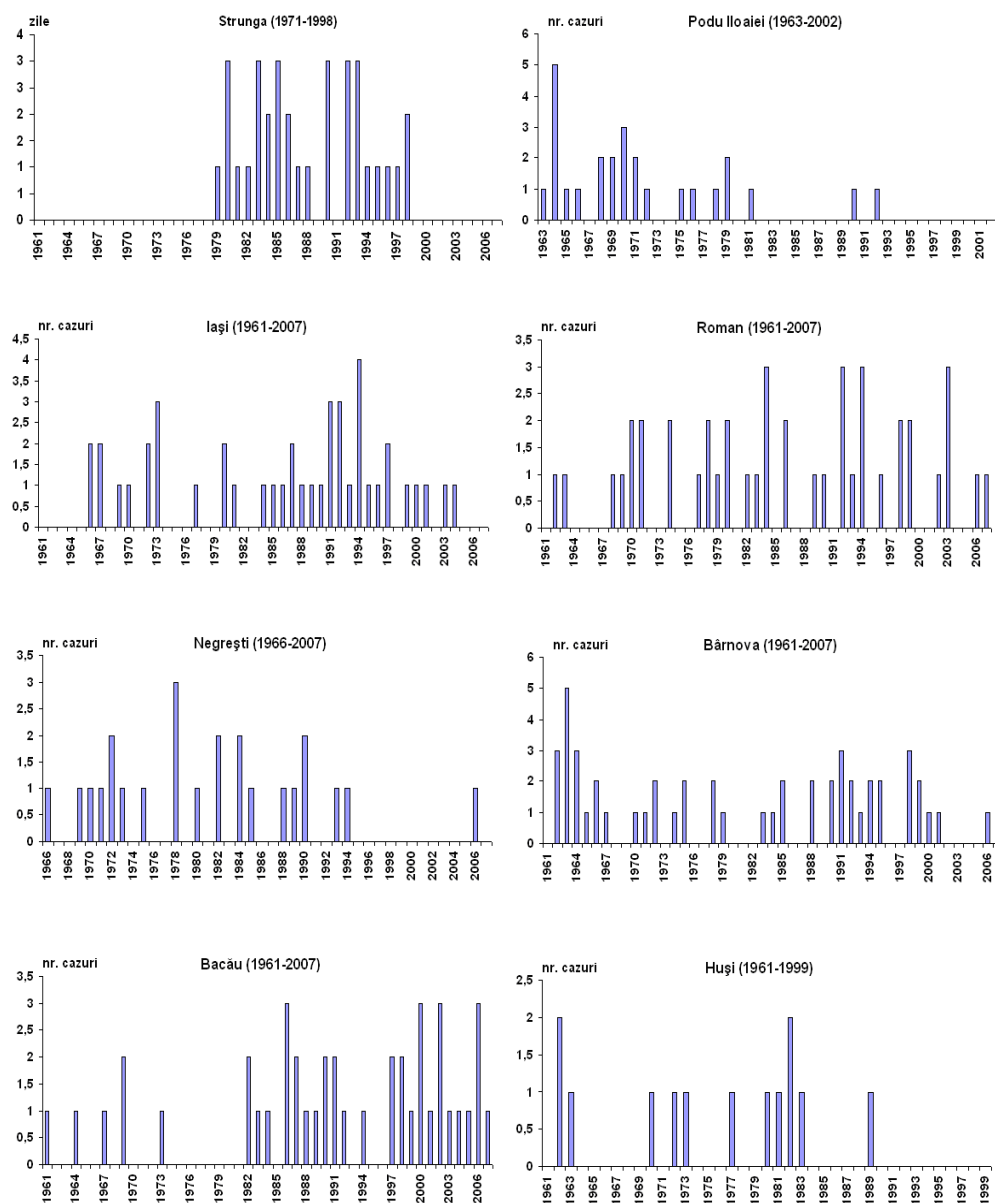 zile
Strunga (1971-1998)
4
3
3
2
2
1
1
0
1961 1964 1967 1970 1973 1976 1979 1982 1985 1988 1991 1994 1997 2000 2003 2006
nr. cazuri
Podu Iloaiei (1963-2002)
6
5
4
3
2
1
0
1963 1965 1967 1969 1971 1973 1975 1977 1979 1981 1983 1985 1987 1989 1991 1993 1995 1997 1999 2001
nr. cazuri
Iaşi (1961-2007)
4,5
4
3,5
3
2,5
2
1,5
1
0,5
0
1961 1964 1967 1970 1973 1976 1979 1982 1985 1988 1991 1994 1997 2000 2003 2006
nr. cazuri
Roman (1961-2007)
3,5
3
2,5
2
1,5
1
0,5
0
1961 1964 1967 1970 1973 1976 1979 1982 1985 1988 1991 1994 1997 2000 2003 2006
nr. cazuri
Negreşti (1966-2007)
3,5
3
2,5
2
1,5
1
0,5
0
1966 1968 1970 1972 1974 1976 1978 1980 1982 1984 1986 1988 1990 1992 1994 1996 1998 2000 2002 2004 2006
nr. cazuri
Bârnova (1961-2007)
6
5
4
3
2
1
0
1961 1964 1967 1970 1973 1976 1979 1982 1985 1988 1991 1994 1997 2000 2003 2006
nr. cazuri
Bacău (1961-2007)
3,5
3
2,5
2
1,5
1
0,5
0
1961 1964 1967 1970 1973 1976 1979 1982 1985 1988 1991 1994 1997 2000 2003 2006
nr. cazuri
Huşi (1961-1999)
2,5
2
1,5
1
0,5
0
1961 1963 1965 1967 1969 1971 1973 1975 1977 1979 1981 1983 1985 1987 1989 1991 1993 1995 1997 1999